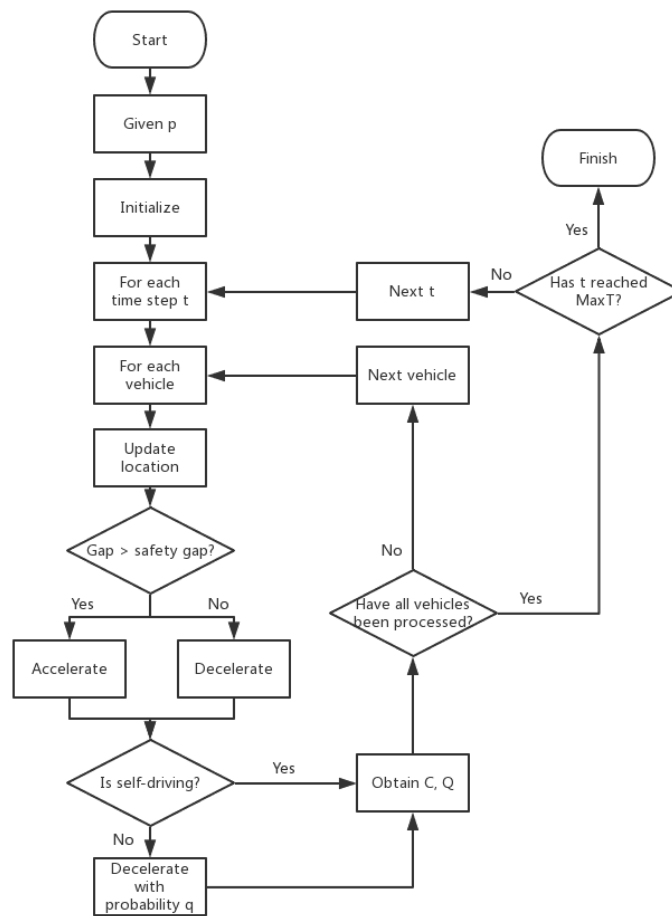 Start
Given p
Finish
Initialize
Yes
For each
time step t
Next t
No
Has t reached
MaxT?
For each
vehicle
Next vehicle
Update
location
Gap > safety gap?
No
Yes
No
Have all vehicles
been processed?
Yes
Accelerate
Decelerate
Is self-driving?
Yes
Obtain C, Q
No
Decelerate
with
probability q